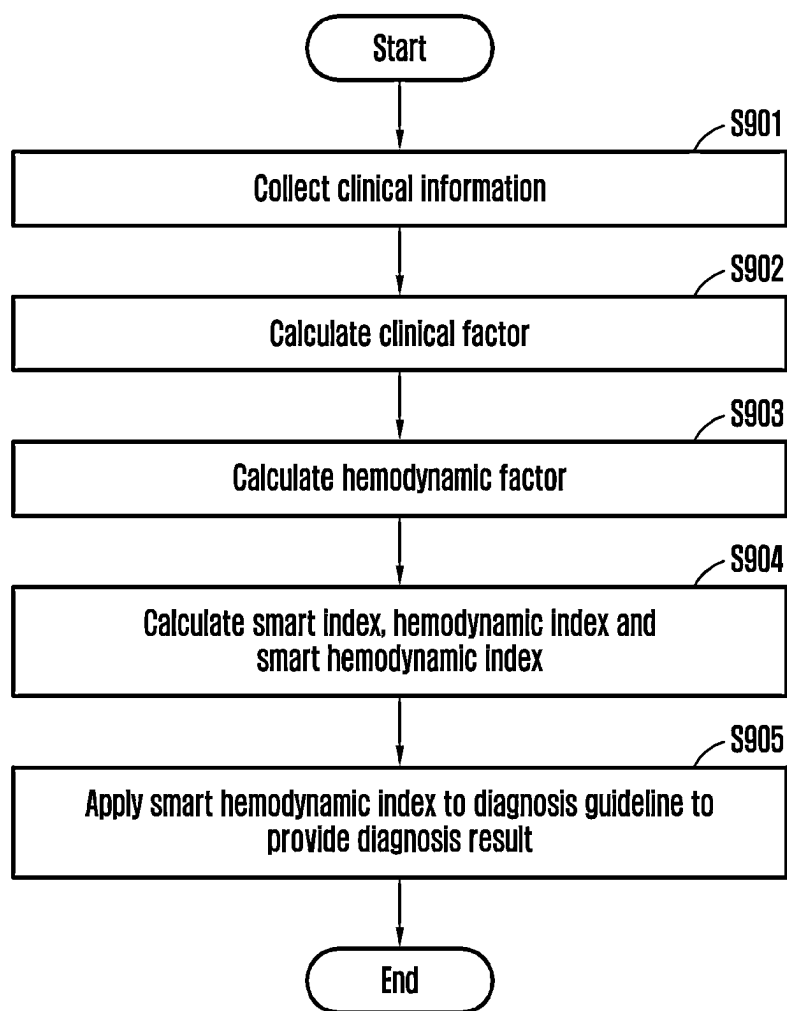 Start
S901
Collect clinical information
S902
Calculate clinical factor
S903
Calculate hemodynamic factor
S904
Calculate smart index, hemodynamic index and
smart hemodynamic index
S905
Apply smart hemodynamic index to diagnosis guideline to
provide diagnosis result
End